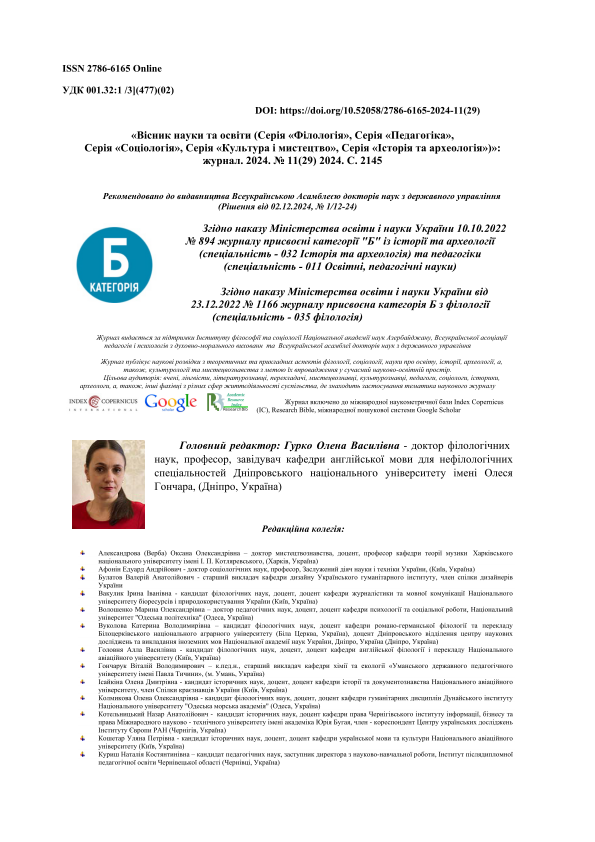 ISSN 2786-6165 Online
УДК 001.32:1 /3](477)(02)
DOI: https://doi.org/10.52058/2786-6165-2024-11(29)
«Вісник науки та освіти (Серія «Філологія», Серія «Педагогіка»,
Серія «Соціологія», Серія «Культура і мистецтво», Серія «Історія та археологія»)»:
журнал. 2024. № 11(29) 2024. С. 2145
Рекомендовано до видавництва Всеукраїнською Асамблеєю докторів наук з державного управління
(Рішення від 02.12.2024, № 1/12-24)
Згідно наказу Міністерства освіти і науки України 10.10.2022
№ 894 журналу присвоєні категорії "Б" із історії та археології
(спеціальність - 032 Історія та археологія) та педагогіки
(спеціальність - 011 Освітні, педагогічні науки)
Б
КАТЕГОРІЯ
Згідно наказу Міністерства освіти і науки України від
23.12.2022 № 1166 журналу присвоєна категорія Б з філології
(спеціальність - 035 філологія)
Журнал видається за підтримки Інституту філософії та соціології Національної академії наук Азербайджану, Всеукраїнської асоціації
педагогів і психологів з духовно-морального виховання та Всеукраїнської асамблеї докторів наук з державного управління
Журнал публікує наукові розвідки з теоретичних та прикладних аспектів філології, соціології, науки про освіту, історії, археології, а,
також, культурології та мистецтвознавства з метою їх впровадження у сучасний науково-освітній простір.
Цільова аудиторія: вчені, лінгвісти, літературознавці, перекладачі, мистецтвознавці, культурознавці, педагоги, соціологи, історики,
археологи, а, також, інші фахівці з різних сфер життєдіяльності суспільства, де знаходить застосування тематика наукового журналу
INDEX COPERNICUS
INTERNATIONAL
Google
Academic
Resource
Index
ResearchBib
Журнал включено до міжнародної наукометричної бази Index Copernicus
(IC), Research Bible, міжнародної пошукової системи Google Scholar
Головний редактор: Гурко Олена Василівна - доктор філологічних
наук, професор, завідувач кафедри англійської мови для нефілологічних
спеціальностей Дніпровського національного університету імені Олеся
Гончара, (Дніпро, Україна)
Редакційна колегія:
Александрова (Верба) Оксана Олександрівна – доктор мистецтвознавства, доцент, професор кафедри теорії музики Харківського
національного університету імені І. П. Котляревського, (Харків, Україна)
Афонін Едуард Андрійович - доктор соціологічних наук, професор, Заслужений діяч науки і техніки України, (Київ, Україна)
Булатов Валерій Анатолійович - старший викладач кафедри дизайну Українського гуманітарного інституту, член спілки дизайнерів
України
Вакулик Ірина Іванівна - кандидат філологічних наук, доцент, доцент кафедри журналістики та мовної комунікації Національного
університету біоресурсів і природокористування України (Київ, Україна)
Волошенко Марина Олександрівна – доктор педагогічних наук, доцент, доцент кафедри психології та соціальної роботи, Національний
університет "Одеська політехніка" (Одеса, Україна)
Вуколова Катерина Володимирівна – кандидат філологічних наук, доцент, доцент кафедри романо-германської філології та перекладу
Білоцерківського національного аграрного університету (Біла Церква, Україна), доцент Дніпровського відділення центру наукових
досліджень та викладання іноземних мов Національної академії наук України, Дніпро, Україна (Дніпро, Україна)
Головня Алла Василівна - кандидат філологічних наук, доцент, доцент кафедри англійської філології і перекладу Національного
авіаційного університету (Київ, Україна)
Гончарук Віталій Володимирович – к.пед.н., старший викладач кафедри хімії та екології «Уманського державного педагогічного
університету імені Павла Тичини», (м. Умань, Україна)
Ісайкіна Олена Дмитрівна - кандидат історичних наук, доцент, доцент кафедри історії та документознавства Національного авіаційного
університету, член Спілки краєзнавців України (Київ, Україна)
Колмикова Олена Олександрівна - кандидат філологічних наук, доцент, доцент кафедри гуманітарних дисциплін Дунайського інституту
Національного університету "Одеська морська академія" (Одеса, Україна)
Котельницький Назар Анатолійович - кандидат історичних наук, доцент, доцент кафедри права Чернігівського інституту інформації, бізнесу та
права Міжнародного науково - технічного університету імені академіка Юрія Бугая, член - кореспондент Центру українських досліджень
Інституту Європи РАН (Чернігів, Україна)
Кошетар Уляна Петрівна - кандидат історичних наук, доцент, доцент кафедри української мови та культури Національного авіаційного
університету (Київ, Україна)
Куриш Наталія Костянтинівна – кандидат педагогічних наук, заступник директора з науково-навчальної роботи, Інститут післядипломної
педагогічної освіти Чернівецької області (Чернівці, Україна)